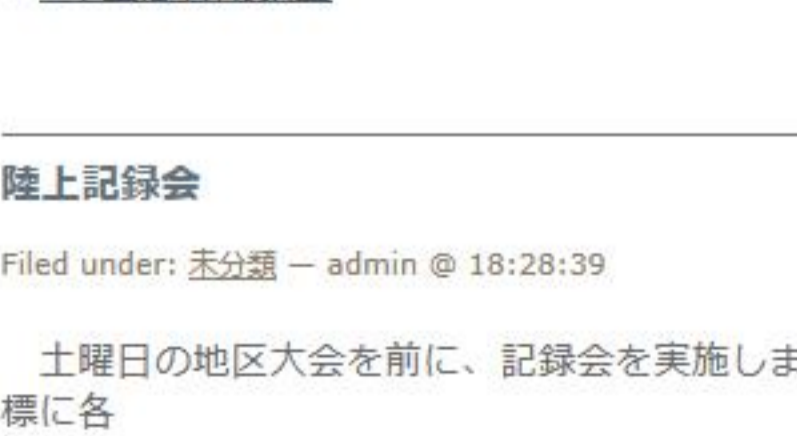 陸上記録会
Filed under: 未分類 — admin @ 18:28:39
土曜日の地区大会を前に、記録会を実施しま
標に各